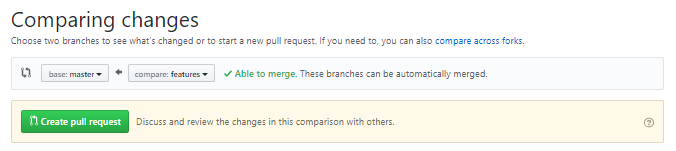 Comparing changes
Choose two branches to see what's changed or to start a new pull request. If you need to, you can also compare across forks.
base: master compare: features Able to merge. These branches can be automatically merged.
Create pull request Discuss and review the changes in this comparison with others.